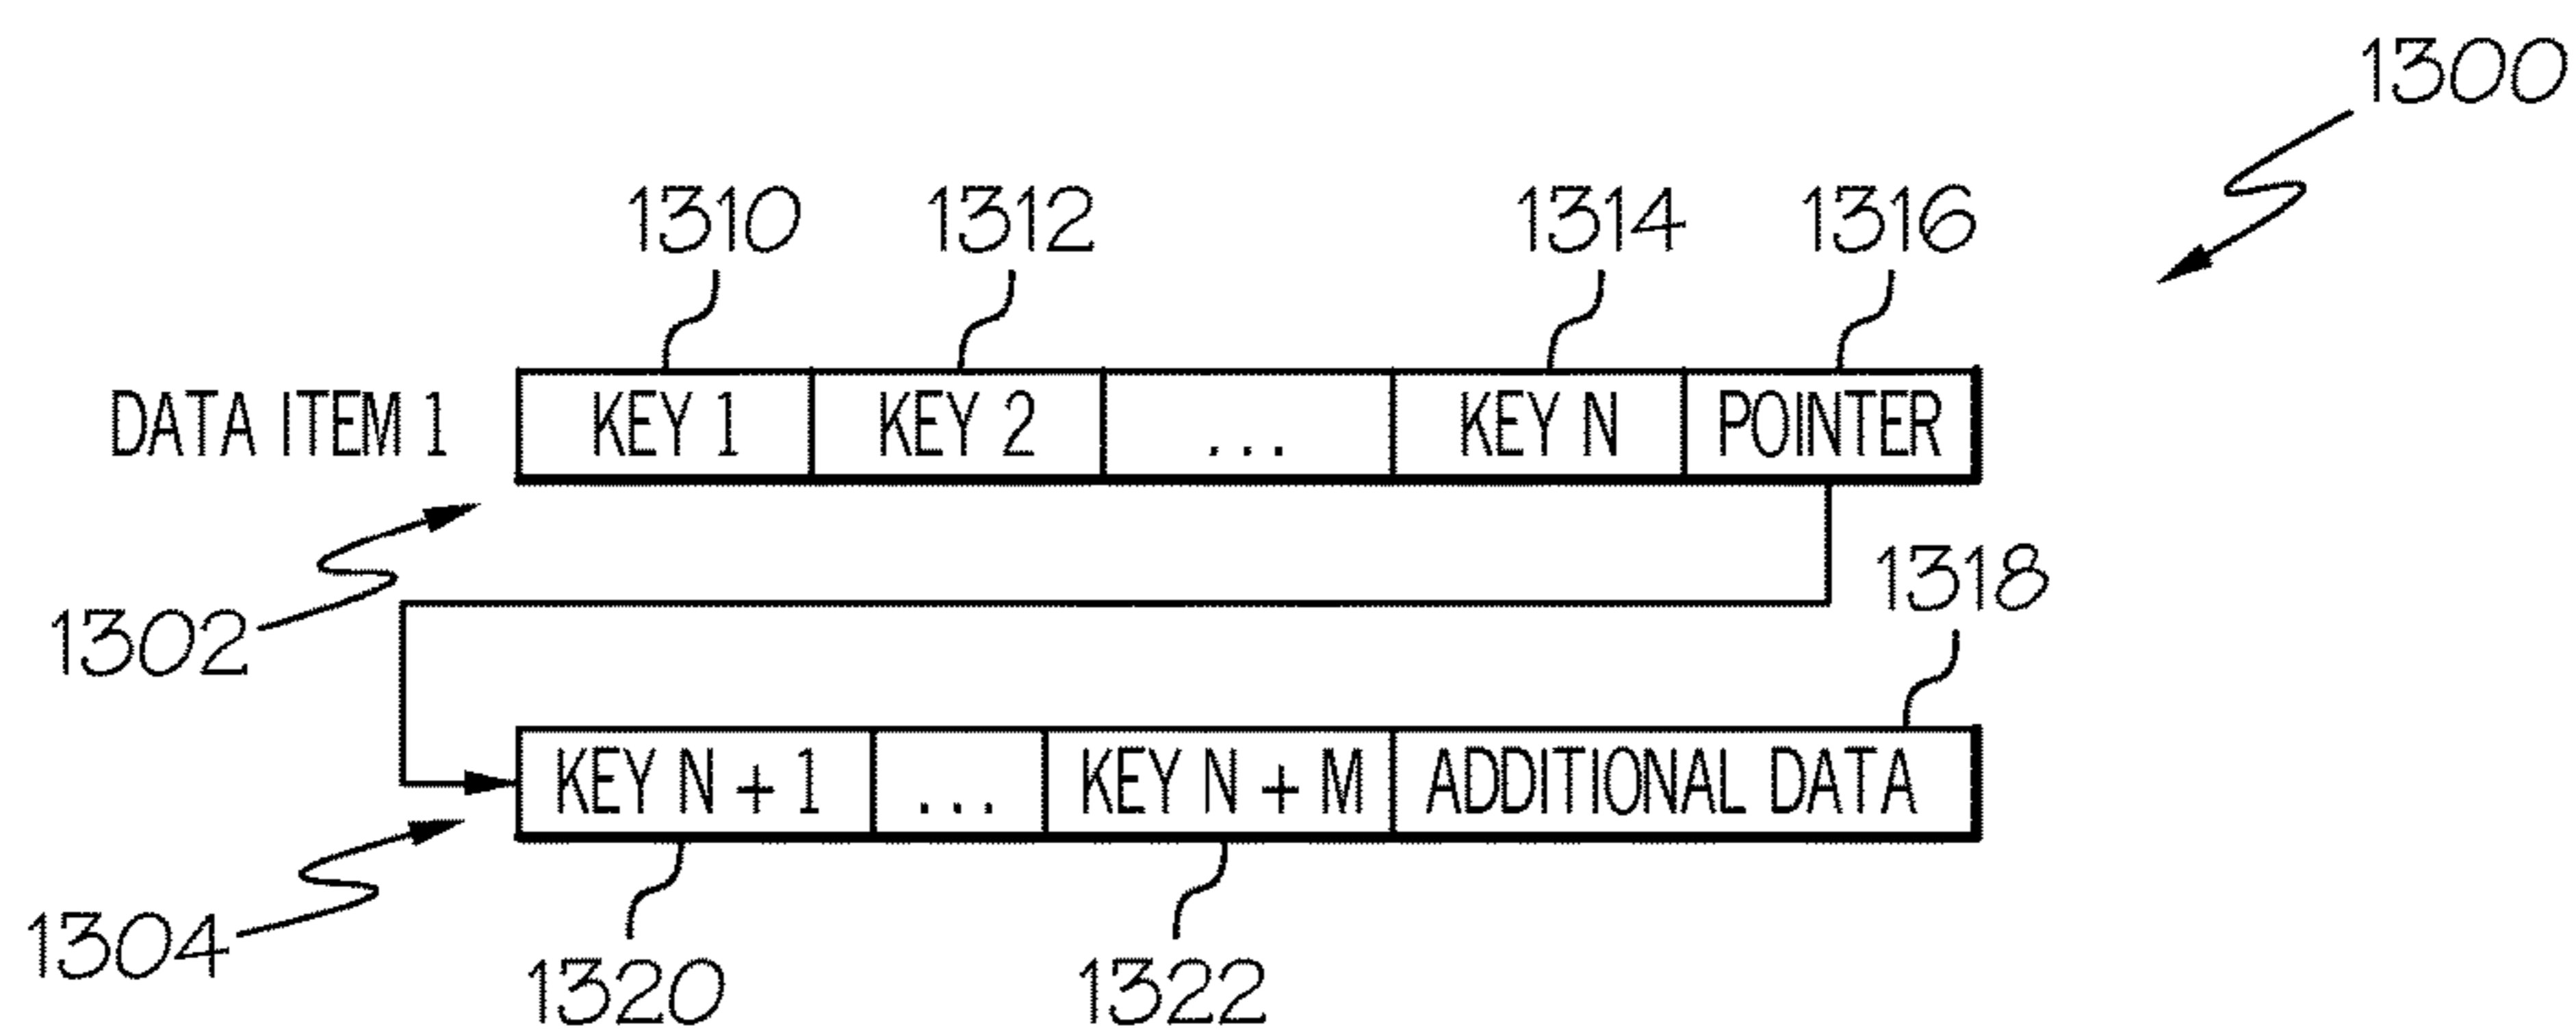 1300
1310 1312 1314 1316
DATA ITEM 1 KEY 1 KEY 2 ... KEY N POINTER
1318
1302
KEY N + 1 ... KEY N + M ADDITIONAL DATA
1304
1320 1322